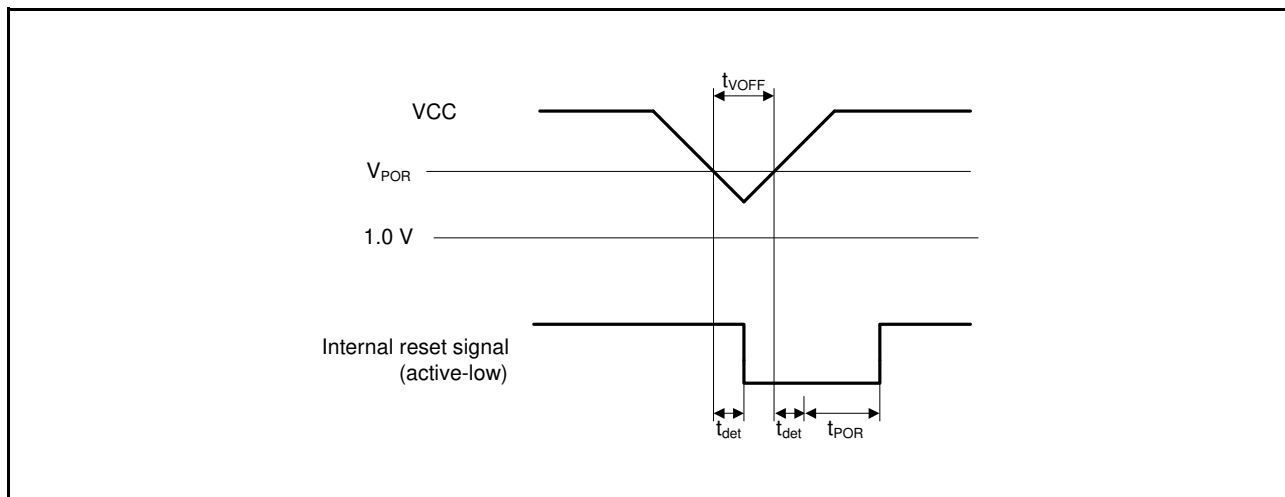 tVOFF
VCC
VPOR
1.0 V
Internal reset signal
(active-low)
tdet
tdet
tPOR